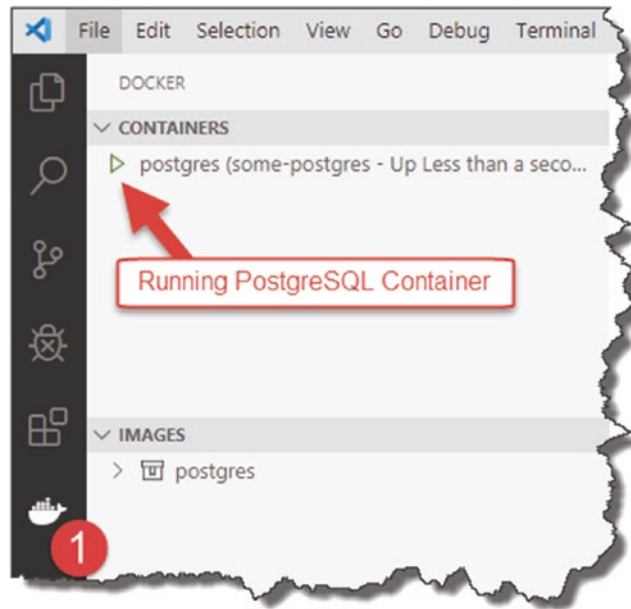 File Edit Selection View Go Debug Terminal
DOCKER
CONTAINERS
postgres (some-postgres - Up Less than a seco...
Running PostgreSQL Container
IMAGES
postgres
1